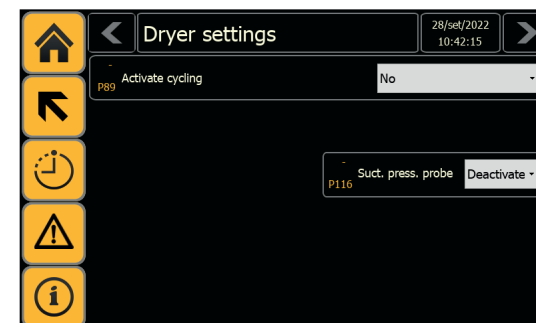 Dryer settings
28/set/2022
10:42:15
-
P89 Activate cycling No
-
P116 Suct. press. probe Deactivate